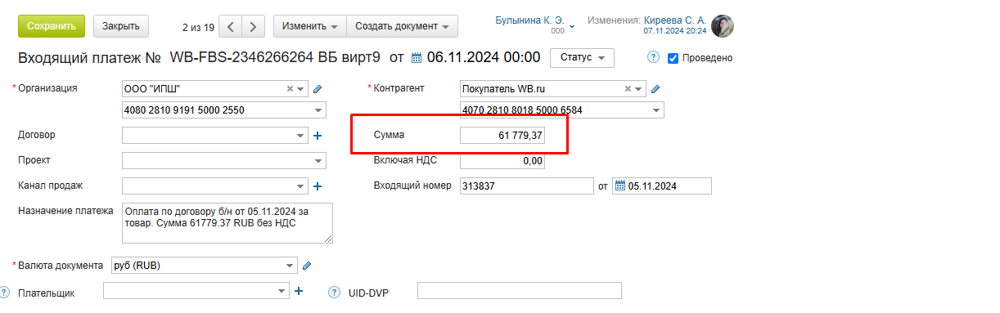 Сохранить Закрыть 2 из 19 Изменить Создать документ Булынина К. Э. Изменения: Киреева С. А.
000 07.11.2024 20:24
Входящий платеж № WB-FBS-2346266264 ВБ вирт9 от 06.11.2024 00:00 Статус ? Проведено
* Организация ООО "ИПШ" * Контрагент Покупатель WB.ru
4080 2810 9191 5000 2550 4070 2810 8018 5000 6584
Договор Сумма 61 779,37
Проект Включая НДС 0,00
Канал продаж Входящий номер 313837 от 05.11.2024
Назначение платежа Оплата по договору б/н от 05.11.2024 за
товар. Сумма 61779.37 RUB без НДС
* Валюта документа руб (RUB)
? Плательщик ? UID-DVP